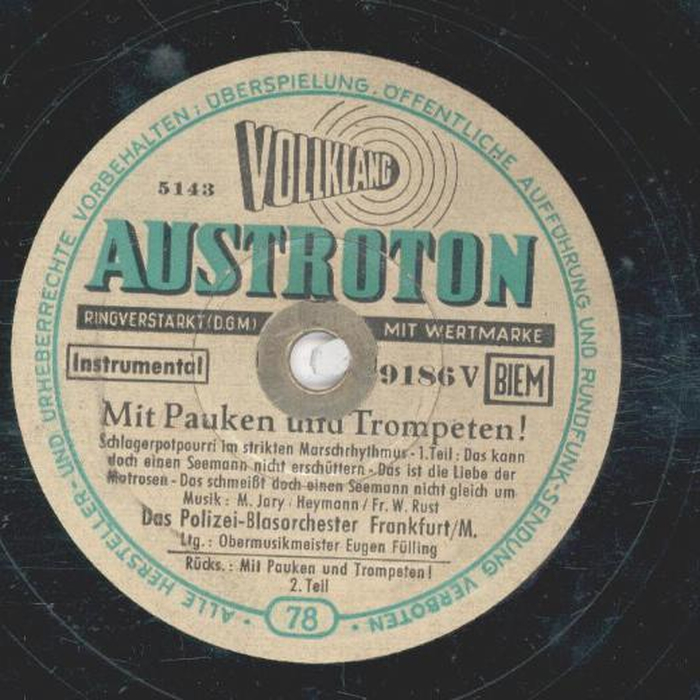 ALLE HERSTELLER- UND URHEBERRECHTE VORBEHALTEN; ÜBERSPIELUNG, ÖFFENTLICHE AUFFÜHRUNG UND RUNDFUNK-SENDUNG VERBOTEN
VOLLKLANG
5143
AUSTROTON
RINGVERSTÄRKT (D.G.M.) MIT WERTMARKE
Instrumental 9186 V BIEM
Mit Pauken und Trompeten!
Schlagerpotpourri im strikten Marschrhythmus - 1. Teil: Das kann
doch einen Seemann nicht erschüttern - Das ist die Liebe der
Matrosen - Das schmeißt doch einen Seemann nicht gleich um
Musik: M. Jary · Heymann / Fr. W. Rust
Das Polizei-Blasorchester Frankfurt/M.
Ltg.: Obermusikmeister Eugen Fülling
Rücks.: Mit Pauken und Trompeten!
2. Teil
78